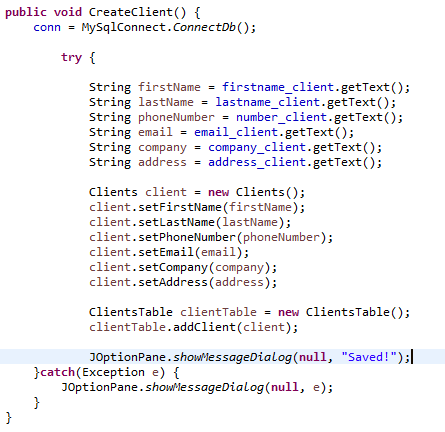 public void CreateClient() {
    conn = MySqlConnect.ConnectDb();

        try {

            String firstName = firstname_client.getText();
            String lastName = lastname_client.getText();
            String phoneNumber = number_client.getText();
            String email = email_client.getText();
            String company = company_client.getText();
            String address = address_client.getText();

            Clients client = new Clients();
            client.setFirstName(firstName);
            client.setLastName(lastName);
            client.setPhoneNumber(phoneNumber);
            client.setEmail(email);
            client.setCompany(company);
            client.setAddress(address);

            ClientsTable clientTable = new ClientsTable();
            clientTable.addClient(client);

            JOptionPane.showMessageDialog(null, "Saved!");
    }catch(Exception e) {
        JOptionPane.showMessageDialog(null, e);
    }
}